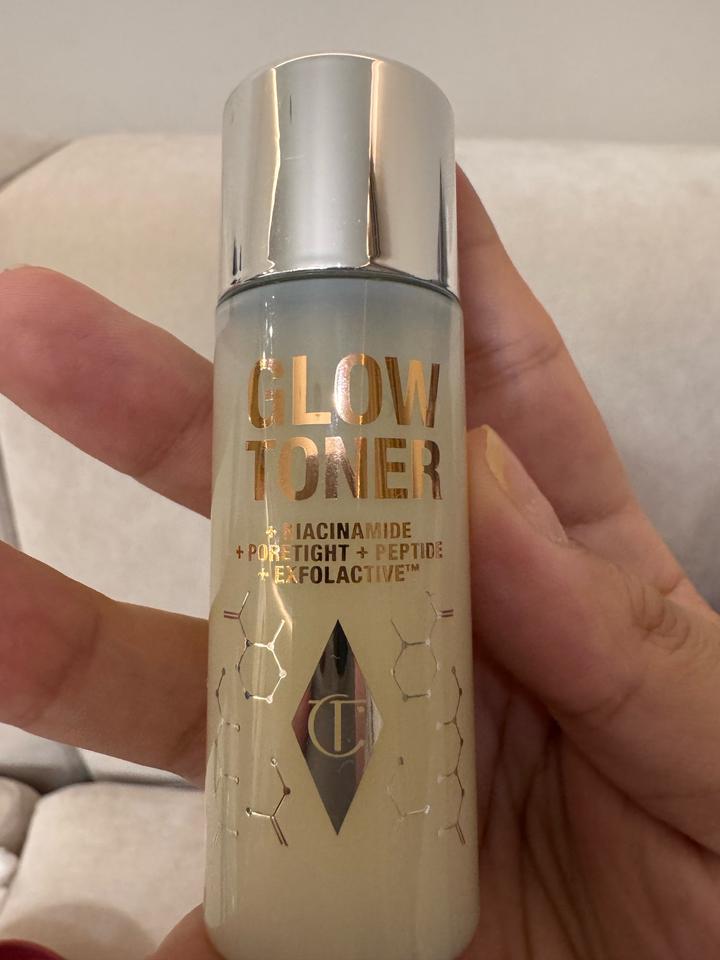 GLOW
TONER
+ NIACINAMIDE
+ PORETIGHT + PEPTIDE
+ EXFOLACTIVE™
CT